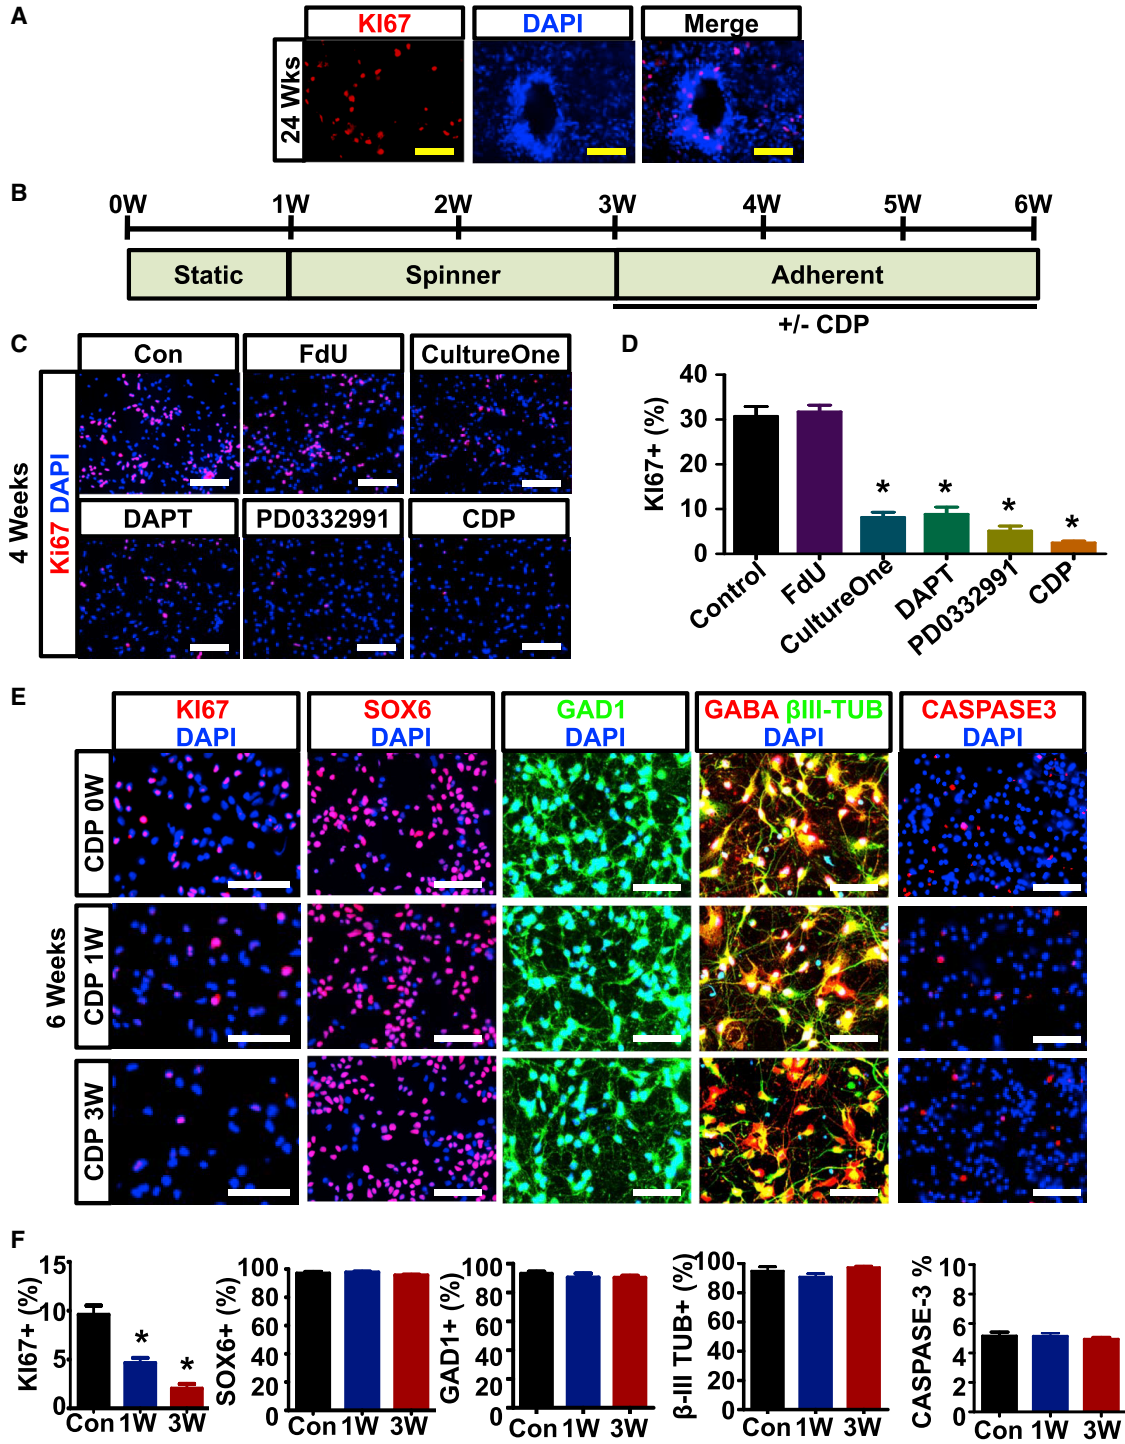 A
KI67 DAPI Merge
24 Wks
B
0W 1W 2W 3W 4W 5W 6W
Static Spinner Adherent
+/- CDP
C
Con FdU CultureOne
DAPT PD0332991 CDP
4 Weeks
Ki67 DAPI
D
KI67+ (%)
40
30
20
10
0
Control FdU CultureOne DAPT PD0332991 CDP
* * * *
E
KI67 SOX6 GAD1 GABA βIII-TUB CASPASE3
DAPI DAPI DAPI DAPI DAPI
6 Weeks
CDP 0W
CDP 1W
CDP 3W
F
KI67+ (%)
15
10
5
0
* *
Con 1W 3W
SOX6+ (%)
100
80
60
40
20
0
Con 1W 3W
GAD1+ (%)
100
80
60
40
20
0
Con 1W 3W
β-III TUB+ (%)
100
80
60
40
20
0
Con 1W 3W
CASPASE-3 %
10
8
6
4
2
0
Con 1W 3W